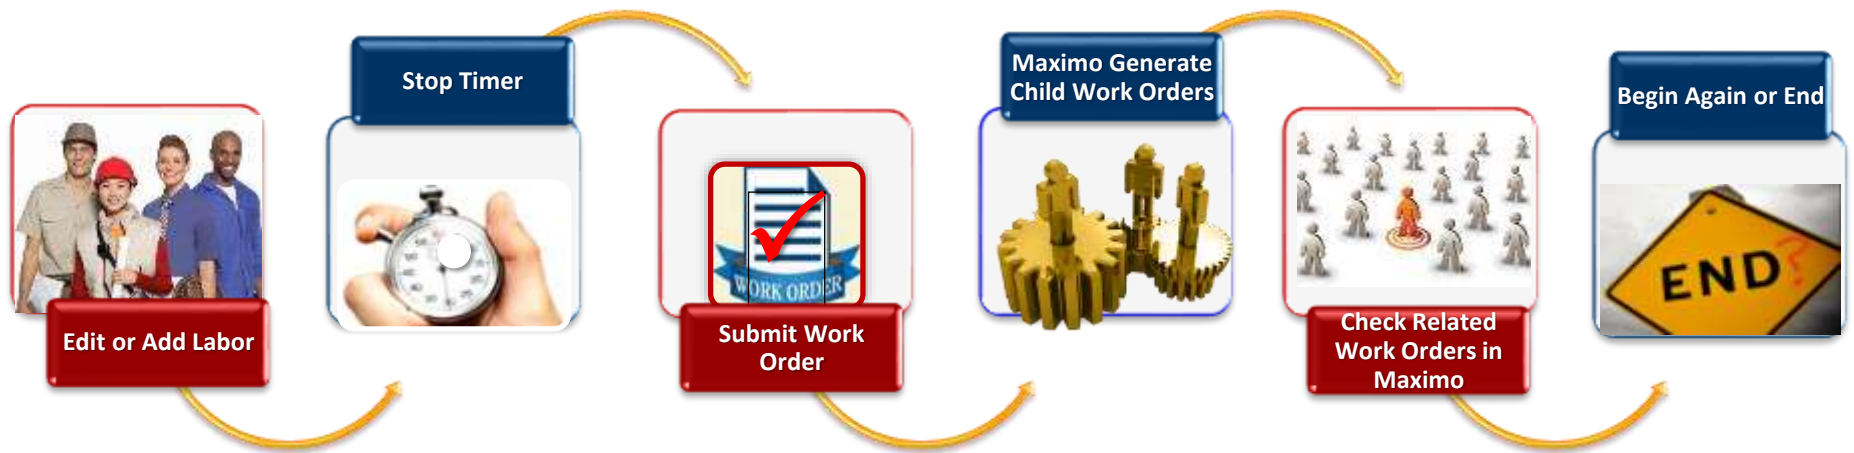 Edit or Add Labor
Stop Timer
WORK ORDER
Submit Work
Order
Maximo Generate
Child Work Orders
Check Related
Work Orders in
Maximo
Begin Again or End
END?